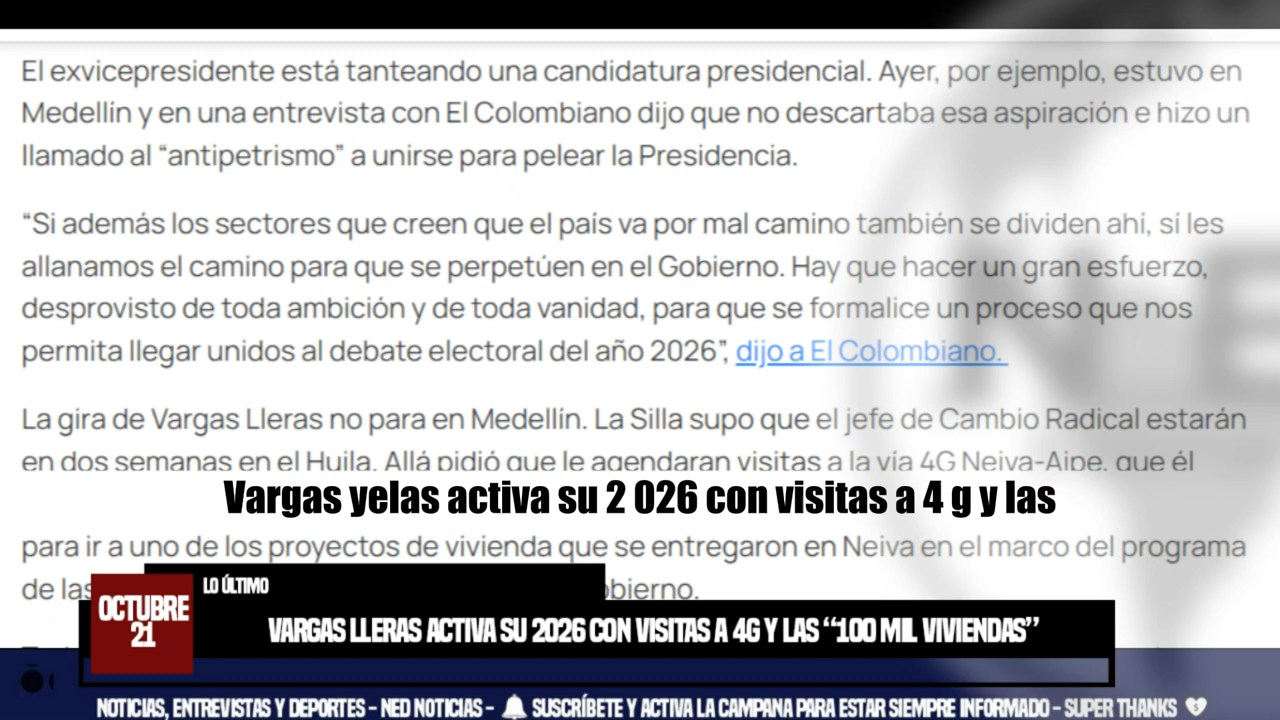 El exvicepresidente está tanteando una candidatura presidencial. Ayer, por ejemplo, estuvo en
Medellín y en una entrevista con El Colombiano dijo que no descartaba esa aspiración e hizo un
llamado al “antipetrismo” a unirse para pelear la Presidencia.
“Si además los sectores que creen que el país va por mal camino también se dividen ahí, sí les
allanamos el camino para que se perpetúen en el Gobierno. Hay que hacer un gran esfuerzo,
desprovisto de toda ambición y de toda vanidad, para que se formalice un proceso que nos
permita llegar unidos al debate electoral del año 2026”, dijo a El Colombiano.
La gira de Vargas Lleras no para en Medellín. La Silla supo que el jefe de Cambio Radical estarán
en dos semanas en el Huila. Allá pidió que le agendaran visitas a la vía 4G Neiva-Aipe, que él
Vargas yelas activa su 2 026 con visitas a 4 g y las
para ir a uno de los proyectos de vivienda que se entregaron en Neiva en el marco del programa
de las
LO ÚLTIMO
OCTUBRE
21
VARGAS LLERAS ACTIVA SU 2026 CON VISITAS A 4G Y LAS “100 MIL VIVIENDAS”
NOTICIAS, ENTREVISTAS Y DEPORTES - NED NOTICIAS - SUSCRÍBETE Y ACTIVA LA CAMPANA PARA ESTAR SIEMPRE INFORMADO - SUPER THANKS